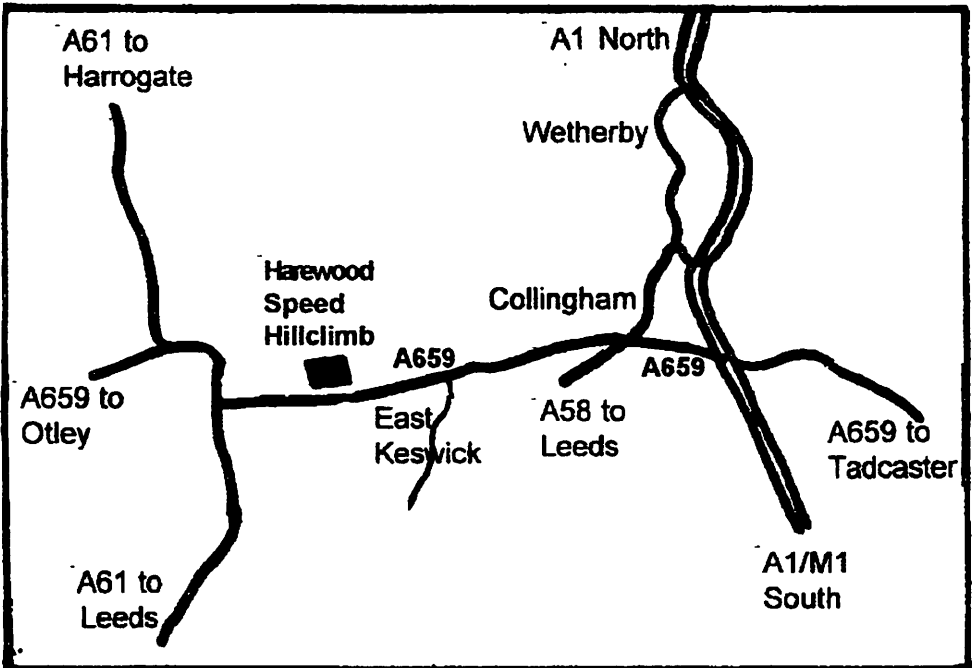 A61 to
Harrogate
A1 North
Wetherby
Harewood
Speed
Hillclimb
Collingham
A659
A659
A659 to
Otley
East
Keswick
A58 to
Leeds
A659 to
Tadcaster
A61 to
Leeds
A1/M1
South